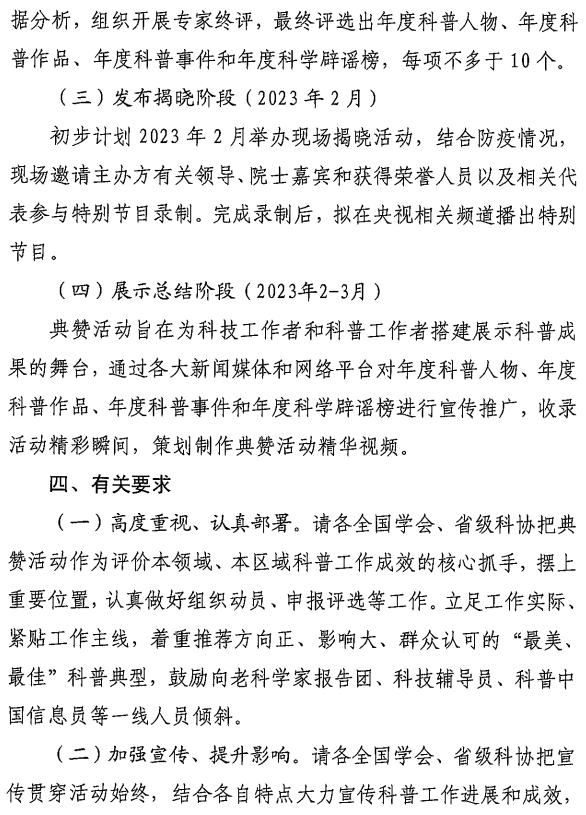 据分析，组织开展专家终评，最终评选出年度科普人物、年度科
普作品、年度科普事件和年度科学辟谣榜，每项不多于 10 个。
（三）发布揭晓阶段（2023 年 2 月）
初步计划 2023 年 2 月举办现场揭晓活动，结合防疫情况，
现场邀请主办方有关领导、院士嘉宾和获得荣誉人员以及相关代
表参与特别节目录制。完成录制后，拟在央视相关频道播出特别
节目。
（四）展示总结阶段（2023年2-3月）
典赞活动旨在为科技工作者和科普工作者搭建展示科普成
果的舞台，通过各大新闻媒体和网络平台对年度科普人物、年度
科普作品、年度科普事件和年度科学辟谣榜进行宣传推广，收录
活动精彩瞬间，策划制作典赞活动精华视频。
四、有关要求
（一）高度重视、认真部署。请各全国学会、省级科协把典
赞活动作为评价本领域、本区域科普工作成效的核心抓手，摆上
重要位置，认真做好组织动员、申报评选等工作。立足工作实际、
紧贴工作主线，着重推荐方向正、影响大、群众认可的“最美、
最佳”科普典型，鼓励向老科学家报告团、科技辅导员、科普中
国信息员等一线人员倾斜。
（二）加强宣传、提升影响。请各全国学会、省级科协把宣
传贯穿活动始终，结合各自特点大力宣传科普工作进展和成效，